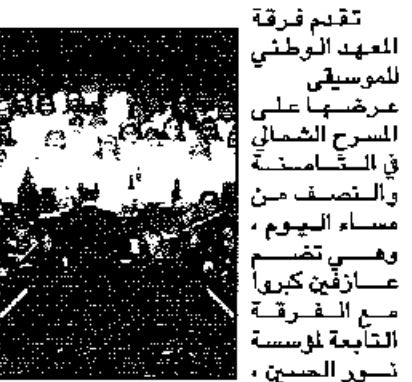 تقدم فرقة
المعهد الوطني
للموسيقى
عرضها على
المسرح الشمالي
في الثامنة
والنصف من
مساء اليوم ،
وهي تضم
عازفين كبروا
مع الفرقة
التابعة لمؤسسة
نور الحسين ،